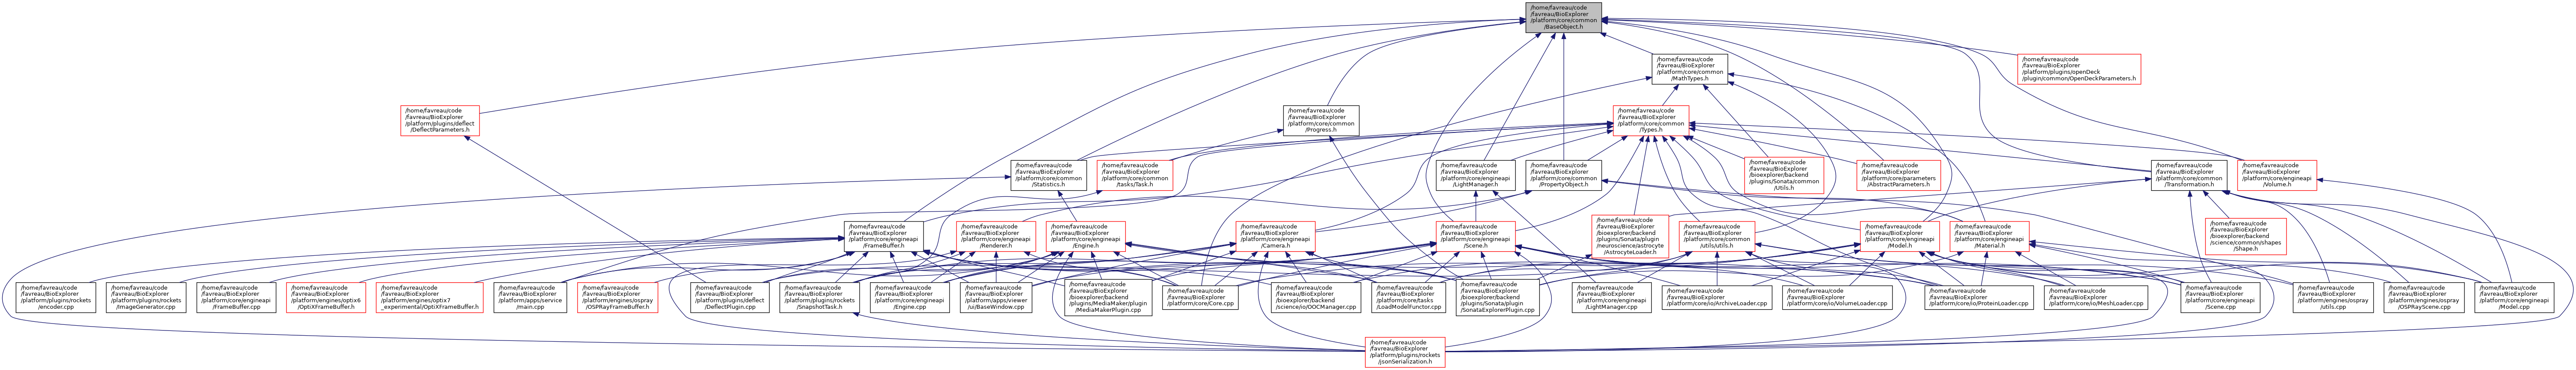 /home/favreau/code
/favreau/BioExplorer
/platform/core/common
/BaseObject.h
/home/favreau/code
/favreau/BioExplorer
/platform/core/common
/MathTypes.h
/home/favreau/code
/favreau/BioExplorer
/platform/plugins/openDeck
/plugin/common/OpenDeckParameters.h
/home/favreau/code
/favreau/BioExplorer
/platform/plugins/deflect
/DeflectParameters.h
/home/favreau/code
/favreau/BioExplorer
/platform/core/common
/Progress.h
/home/favreau/code
/favreau/BioExplorer
/platform/core/common
/Types.h
/home/favreau/code
/favreau/BioExplorer
/platform/core/common
/Statistics.h
/home/favreau/code
/favreau/BioExplorer
/platform/core/common
/tasks/Task.h
/home/favreau/code
/favreau/BioExplorer
/platform/core/engineapi
/LightManager.h
/home/favreau/code
/favreau/BioExplorer
/platform/core/common
/PropertyObject.h
/home/favreau/code
/favreau/BioExplorer
/bioexplorer/backend
/plugins/Sonata/common
/Utils.h
/home/favreau/code
/favreau/BioExplorer
/platform/core/parameters
/AbstractParameters.h
/home/favreau/code
/favreau/BioExplorer
/platform/core/common
/Transformation.h
/home/favreau/code
/favreau/BioExplorer
/platform/core/engineapi
/Volume.h
/home/favreau/code
/favreau/BioExplorer
/platform/core/engineapi
/FrameBuffer.h
/home/favreau/code
/favreau/BioExplorer
/platform/core/engineapi
/Renderer.h
/home/favreau/code
/favreau/BioExplorer
/platform/core/engineapi
/Engine.h
/home/favreau/code
/favreau/BioExplorer
/platform/core/engineapi
/Camera.h
/home/favreau/code
/favreau/BioExplorer
/platform/core/engineapi
/Scene.h
/home/favreau/code
/favreau/BioExplorer
/bioexplorer/backend
/plugins/Sonata/plugin
/neuroscience/astrocyte
/AstrocyteLoader.h
/home/favreau/code
/favreau/BioExplorer
/platform/core/common
/utils/utils.h
/home/favreau/code
/favreau/BioExplorer
/platform/core/engineapi
/Model.h
/home/favreau/code
/favreau/BioExplorer
/platform/core/engineapi
/Material.h
/home/favreau/code
/favreau/BioExplorer
/bioexplorer/backend
/science/common/shapes
/Shape.h
/home/favreau/code
/favreau/BioExplorer
/platform/plugins/rockets
/encoder.cpp
/home/favreau/code
/favreau/BioExplorer
/platform/plugins/rockets
/ImageGenerator.cpp
/home/favreau/code
/favreau/BioExplorer
/platform/core/engineapi
/FrameBuffer.cpp
/home/favreau/code
/favreau/BioExplorer
/platform/engines/optix6
/OptiXFrameBuffer.h
/home/favreau/code
/favreau/BioExplorer
/platform/engines/optix7
_experimental/OptiXFrameBuffer.h
/home/favreau/code
/favreau/BioExplorer
/platform/apps/service
/main.cpp
/home/favreau/code
/favreau/BioExplorer
/platform/engines/ospray
/OSPRayFrameBuffer.h
/home/favreau/code
/favreau/BioExplorer
/platform/plugins/deflect
/DeflectPlugin.cpp
/home/favreau/code
/favreau/BioExplorer
/platform/plugins/rockets
/SnapshotTask.h
/home/favreau/code
/favreau/BioExplorer
/platform/core/engineapi
/Engine.cpp
/home/favreau/code
/favreau/BioExplorer
/platform/apps/viewer
/ui/BaseWindow.cpp
/home/favreau/code
/favreau/BioExplorer
/bioexplorer/backend
/plugins/MediaMaker/plugin
/MediaMakerPlugin.cpp
/home/favreau/code
/favreau/BioExplorer
/platform/core/Core.cpp
/home/favreau/code
/favreau/BioExplorer
/bioexplorer/backend
/science/io/OOCManager.cpp
/home/favreau/code
/favreau/BioExplorer
/platform/core/tasks
/LoadModelFunctor.cpp
/home/favreau/code
/favreau/BioExplorer
/bioexplorer/backend
/plugins/Sonata/plugin
/SonataExplorerPlugin.cpp
/home/favreau/code
/favreau/BioExplorer
/platform/core/engineapi
/LightManager.cpp
/home/favreau/code
/favreau/BioExplorer
/platform/core/io/ArchiveLoader.cpp
/home/favreau/code
/favreau/BioExplorer
/platform/core/io/VolumeLoader.cpp
/home/favreau/code
/favreau/BioExplorer
/platform/core/io/ProteinLoader.cpp
/home/favreau/code
/favreau/BioExplorer
/platform/core/io/MeshLoader.cpp
/home/favreau/code
/favreau/BioExplorer
/platform/core/engineapi
/Scene.cpp
/home/favreau/code
/favreau/BioExplorer
/platform/engines/ospray
/utils.cpp
/home/favreau/code
/favreau/BioExplorer
/platform/engines/ospray
/OSPRayScene.cpp
/home/favreau/code
/favreau/BioExplorer
/platform/core/engineapi
/Model.cpp
/home/favreau/code
/favreau/BioExplorer
/platform/plugins/rockets
/jsonSerialization.h